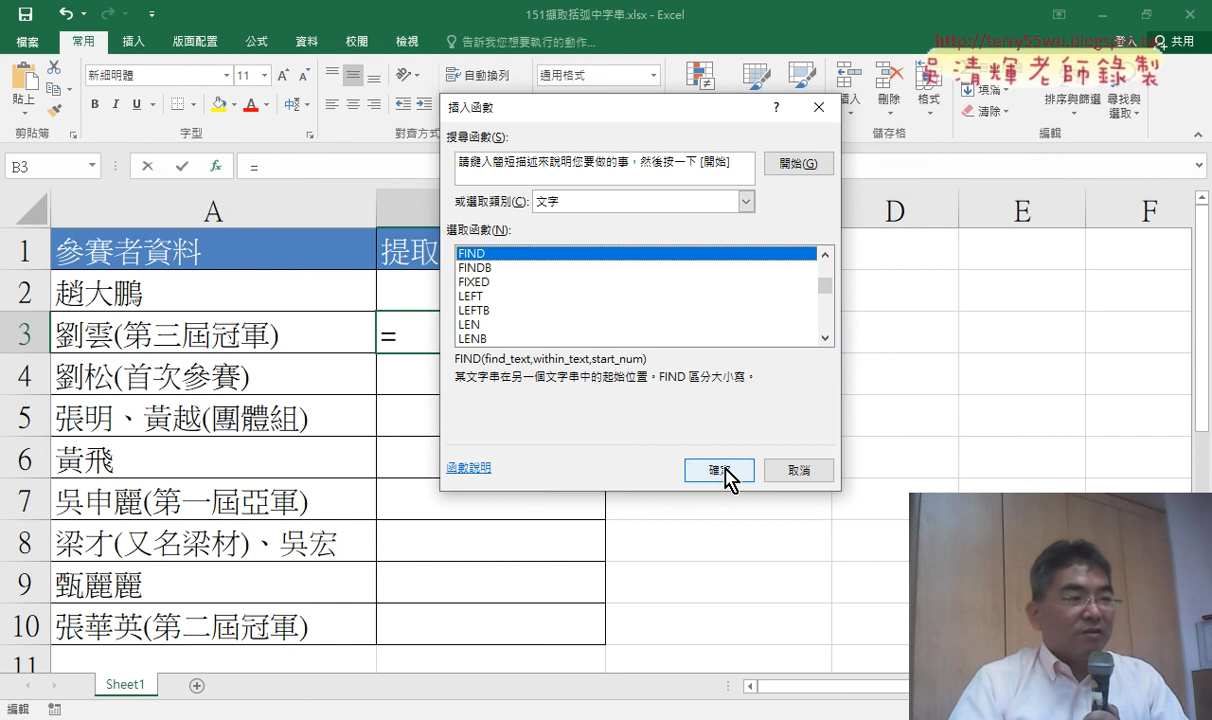 151擷取括弧中字串.xlsx - Excel
檔案 常用 插入 版面配置 公式 資料 校閱 檢視 告訴我您想要執行的動作... 登入 共用
http://terry55wu.blogspot.tw
吳清輝老師錄製
新細明體 11 自動換列 通用格式
貼上 B I U 插入 刪除 格式 填滿 清除 排序與篩選 尋找與選取
剪貼簿 字型 對齊方式 儲存格 編輯
B3 fx =
插入函數 ?
搜尋函數(S):
請鍵入簡短描述來說明您要做的事，然後按一下 [開始]
開始(G)
或選取類別(C): 文字
選取函數(N):
FIND
FINDB
FIXED
LEFT
LEFTB
LEN
LENB
FIND(find_text,within_text,start_num)
某文字串在另一個文字串中的起始位置。FIND 區分大小寫。
函數說明 確定 取消
A D E F
1 參賽者資料 提取
2 趙大鵬
3 劉雲(第三屆冠軍) =
4 劉松(首次參賽)
5 張明、黃越(團體組)
6 黃飛
7 吳申麗(第一屆亞軍)
8 梁才(又名梁材)、吳宏
9 甄麗麗
10 張華英(第二屆冠軍)
11
Sheet1
編輯